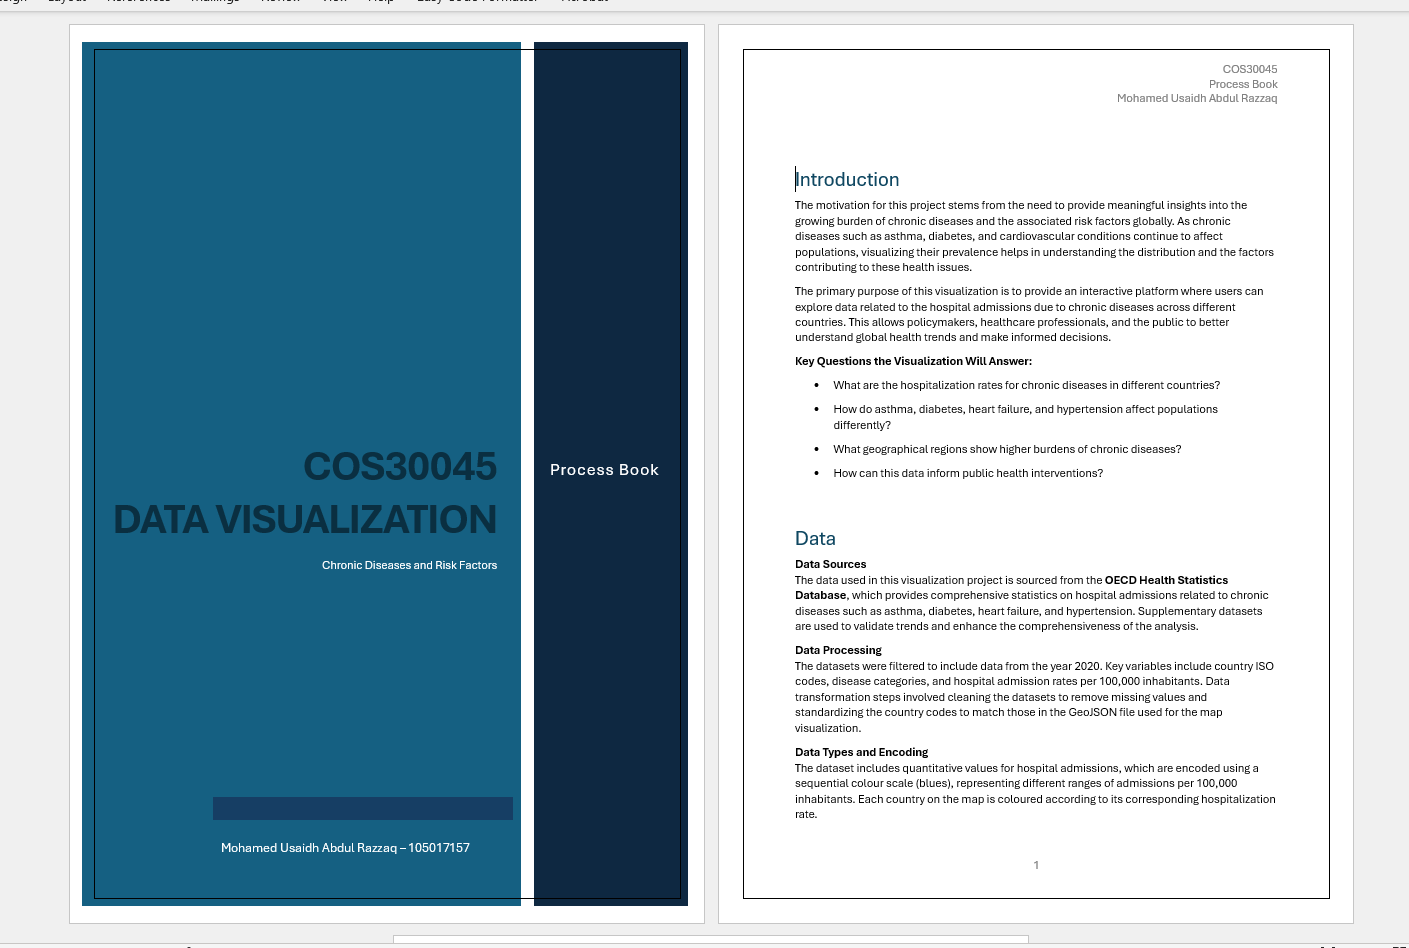 Layout References Mailings Review View Help Easy Code Formatter Acrobat
COS30045
DATA VISUALIZATION
Chronic Diseases and Risk Factors
Mohamed Usaidh Abdul Razzaq – 105017157
Process Book
COS30045
Process Book
Mohamed Usaidh Abdul Razzaq
Introduction
The motivation for this project stems from the need to provide meaningful insights into the
growing burden of chronic diseases and the associated risk factors globally. As chronic
diseases such as asthma, diabetes, and cardiovascular conditions continue to affect
populations, visualizing their prevalence helps in understanding the distribution and the factors
contributing to these health issues.
The primary purpose of this visualization is to provide an interactive platform where users can
explore data related to the hospital admissions due to chronic diseases across different
countries. This allows policymakers, healthcare professionals, and the public to better
understand global health trends and make informed decisions.
Key Questions the Visualization Will Answer:
• What are the hospitalization rates for chronic diseases in different countries?
• How do asthma, diabetes, heart failure, and hypertension affect populations
differently?
• What geographical regions show higher burdens of chronic diseases?
• How can this data inform public health interventions?
Data
Data Sources
The data used in this visualization project is sourced from the OECD Health Statistics
Database, which provides comprehensive statistics on hospital admissions related to chronic
diseases such as asthma, diabetes, heart failure, and hypertension. Supplementary datasets
are used to validate trends and enhance the comprehensiveness of the analysis.
Data Processing
The datasets were filtered to include data from the year 2020. Key variables include country ISO
codes, disease categories, and hospital admission rates per 100,000 inhabitants. Data
transformation steps involved cleaning the datasets to remove missing values and
standardizing the country codes to match those in the GeoJSON file used for the map
visualization.
Data Types and Encoding
The dataset includes quantitative values for hospital admissions, which are encoded using a
sequential colour scale (blues), representing different ranges of admissions per 100,000
inhabitants. Each country on the map is coloured according to its corresponding hospitalization
rate.
1